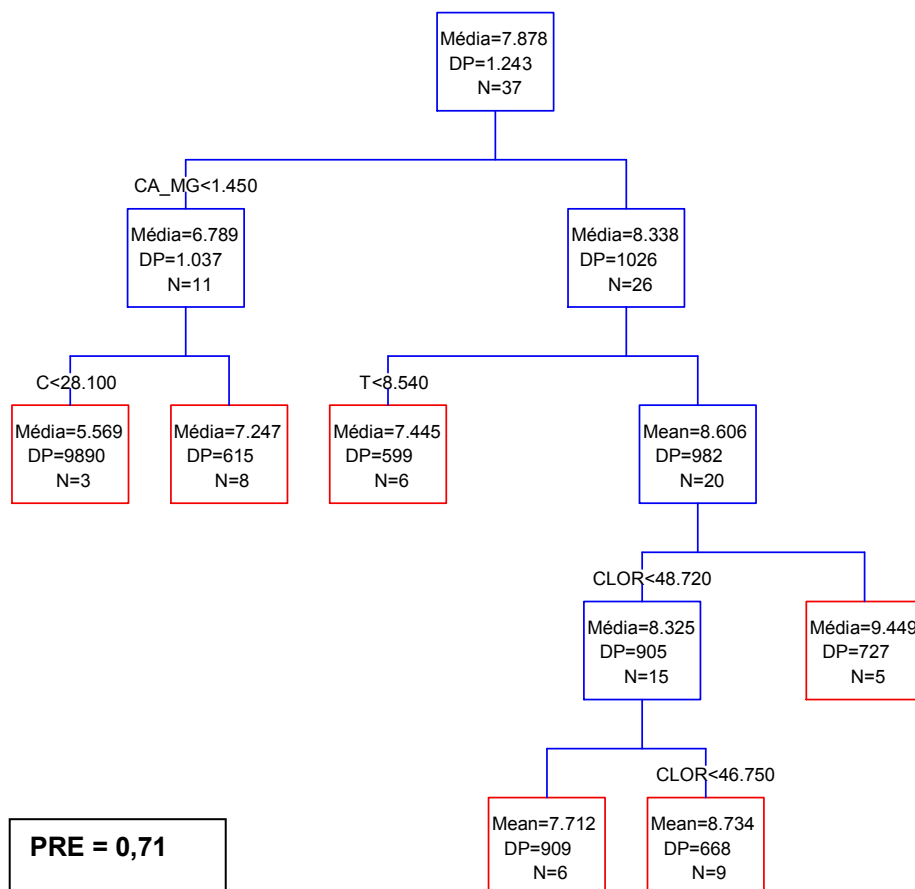 Média=7.878
DP=1.243
N=37
CA_MG<1.450
Média=6.789
DP=1.037
N=11
Média=8.338
DP=1026
N=26
C<28.100
T<8.540
Média=5.569
DP=9890
N=3
Média=7.247
DP=615
N=8
Média=7.445
DP=599
N=6
Mean=8.606
DP=982
N=20
CLOR<48.720
Média=8.325
DP=905
N=15
Média=9.449
DP=727
N=5
CLOR<46.750
Mean=7.712
DP=909
N=6
Média=8.734
DP=668
N=9
PRE = 0,71